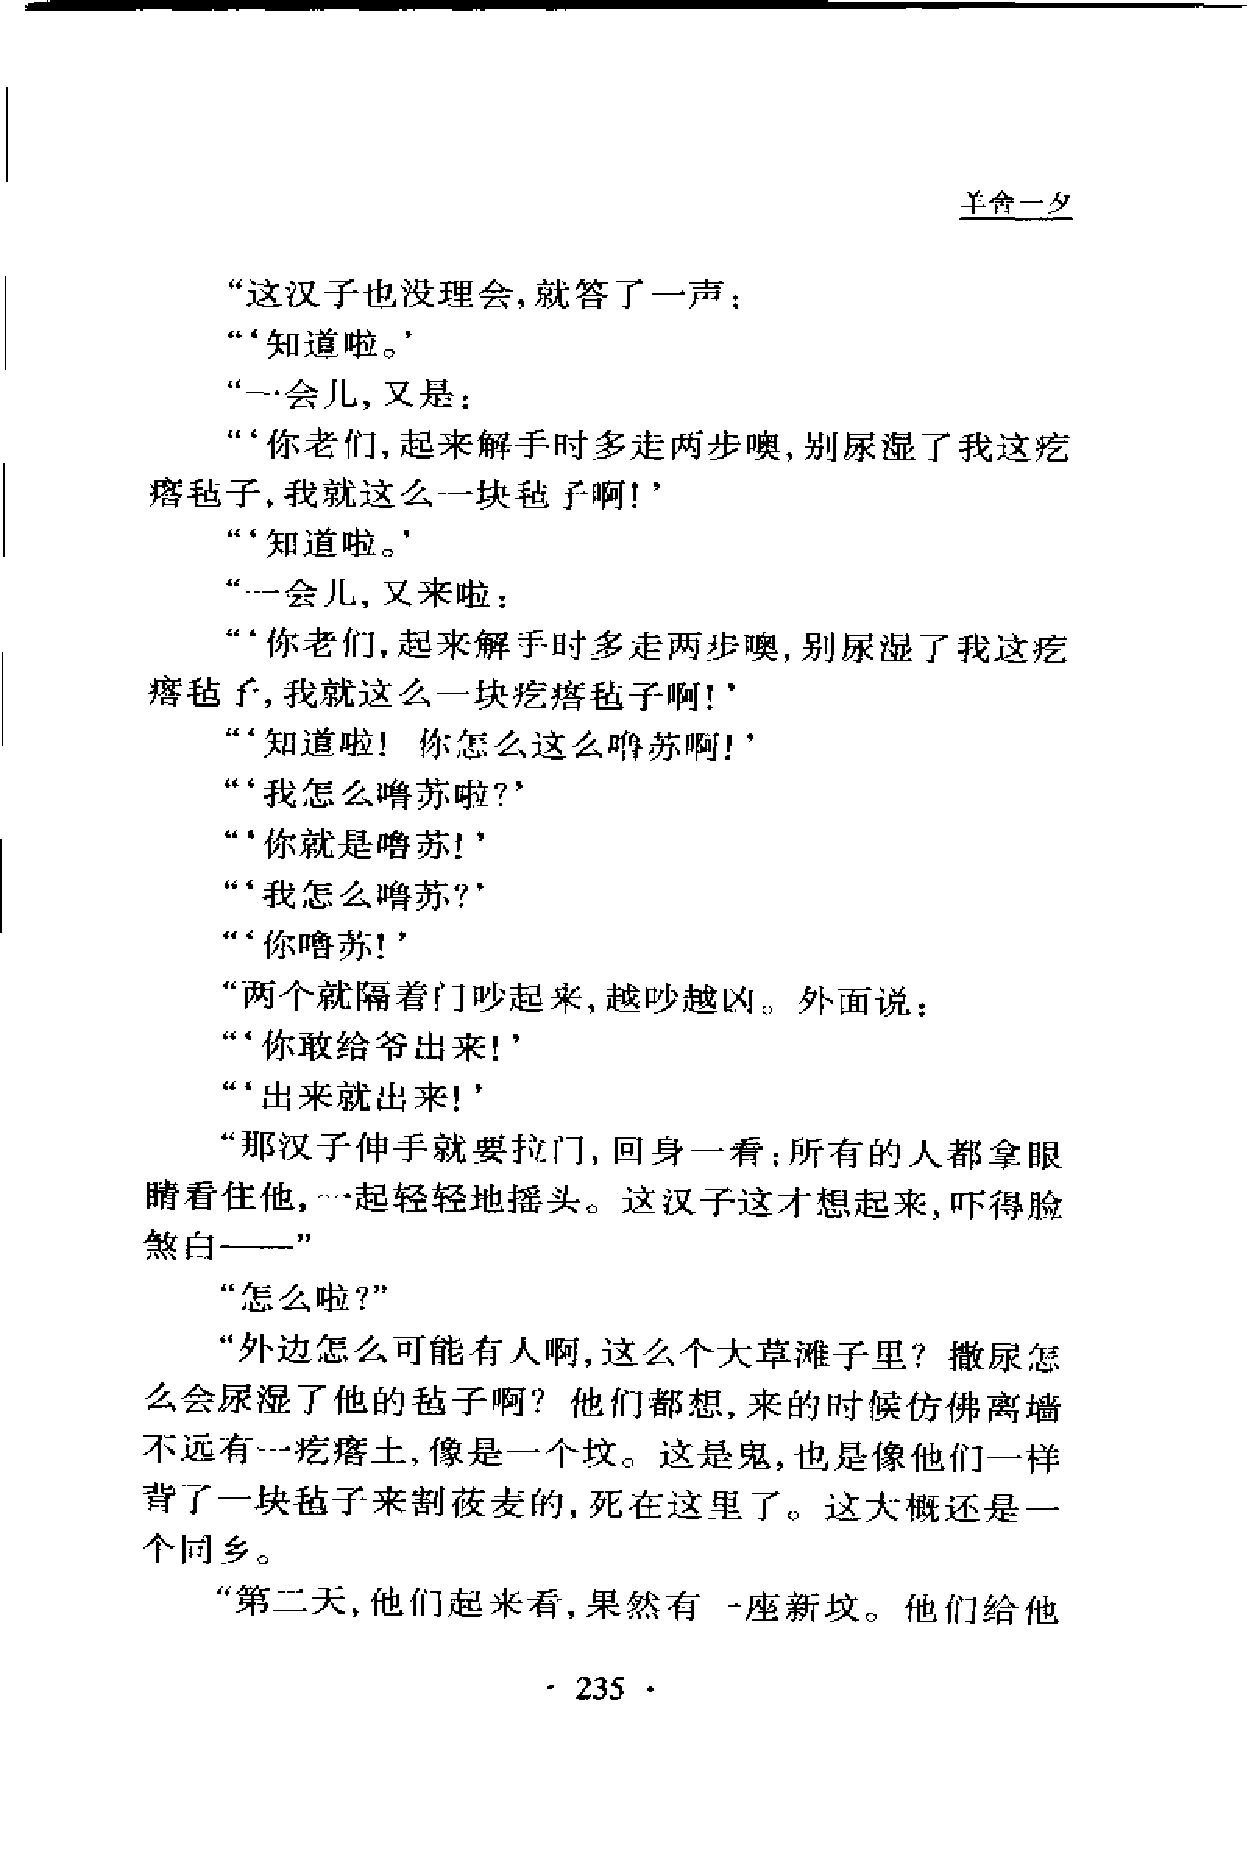 羊舍一夕
“这汉子也没理会,就答了一声:
“‘知道啦。’
“一会儿,又是:
“‘你老们,起来解手时多走两步噢,别尿湿了我这疙
瘩毡子,我就这么一块毡子啊!’
“‘知道啦。’
“一会儿,又来啦:
“‘你老们,起来解手时多走两步噢,别尿湿了我这疙
瘩毡子,我就这么一块疙瘩毡子啊!’
“‘知道啦! 你怎么这么噜苏啊!’
“‘我怎么噜苏啦?’
“‘你就是噜苏!’
“‘我怎么噜苏?’
“‘你噜苏!’
“两个就隔着门吵起来,越吵越凶。外面说:
“‘你敢给爷出来!’
“‘出来就出来!’
“那汉子伸手就要拉门,回身一看;所有的人都拿眼
睛看住他,一起轻轻地摇头。这汉子这才想起来,吓得脸
煞白——”
“怎么啦?”
“外边怎么可能有人啊,这么个大草滩子里? 撒尿怎
么会尿湿了他的毡子啊? 他们都想,来的时候仿佛离墙
不远有一疙瘩土,像是一个坟。这是鬼,也是像他们一样
背了一块毡子来割莜麦的,死在这里了。这大概还是一
个同乡。
“第二天,他们起来看,果然有一座新坟。他们给他
· 235 ·